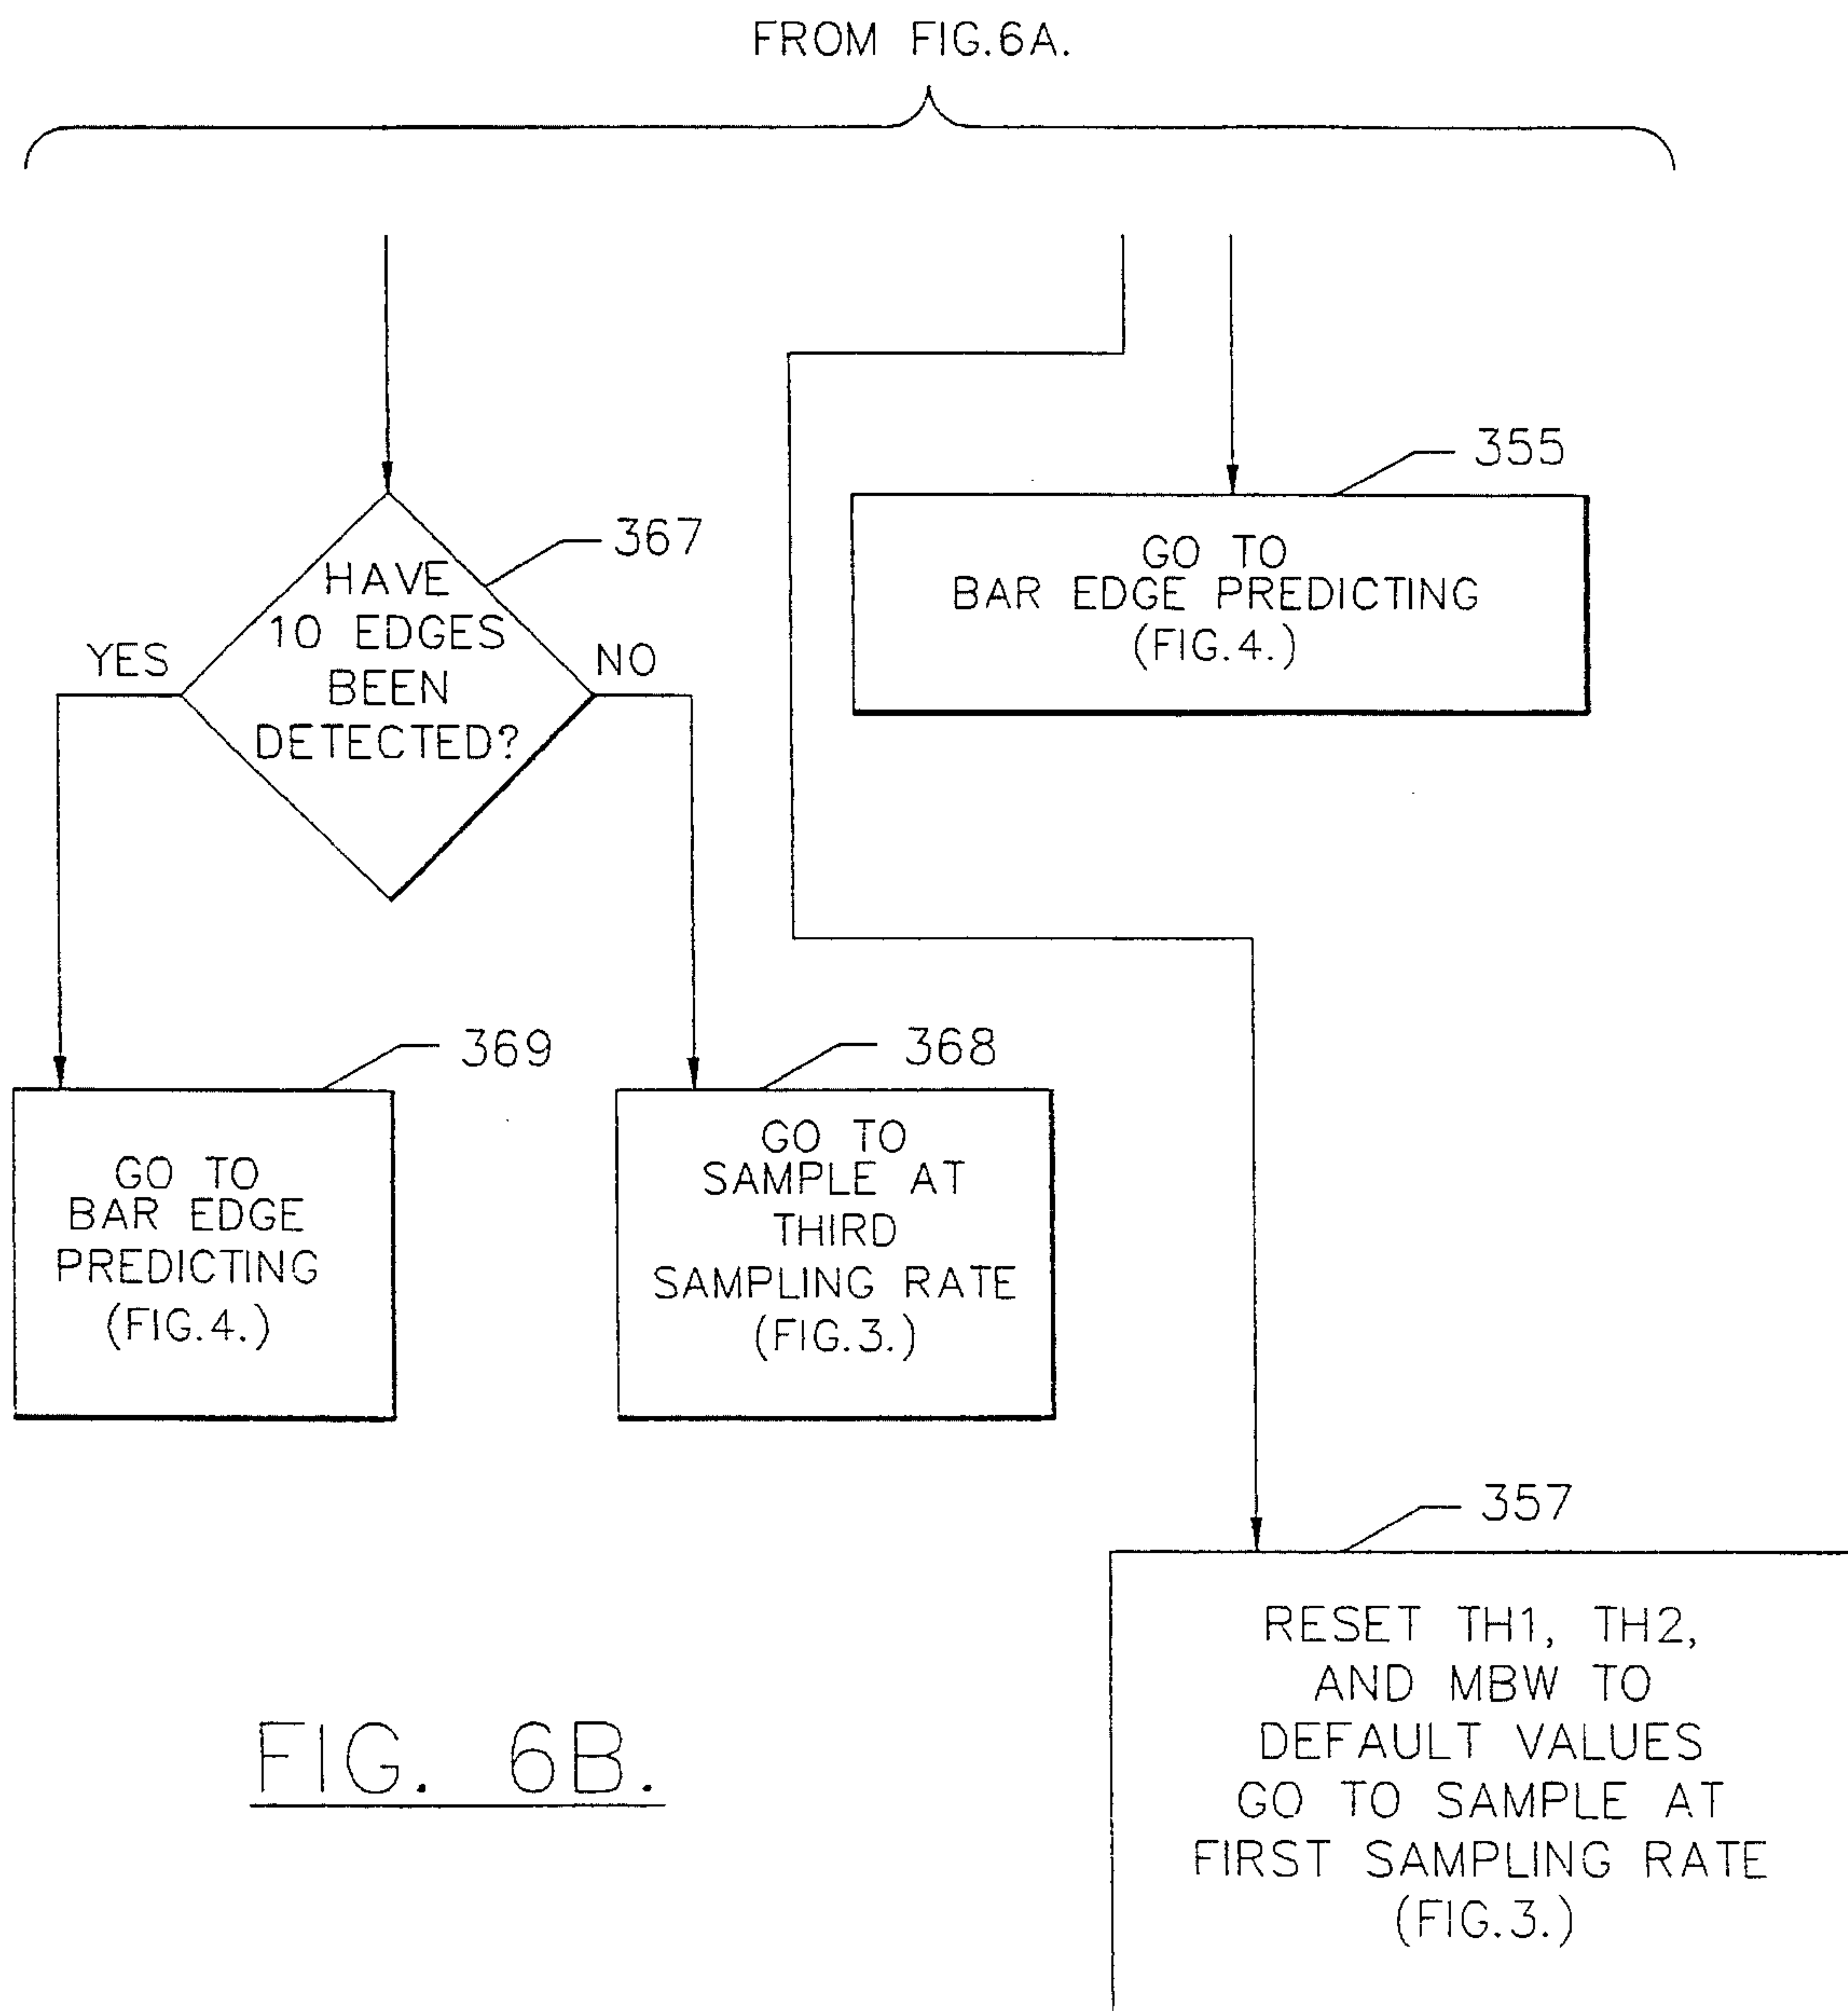 FROM FIG.6A.
355
GO TO
BAR EDGE PREDICTING
(FIG.4.)
367
HAVE
10 EDGES
BEEN
DETECTED?
YES
NO
369
GO TO
BAR EDGE
PREDICTING
(FIG.4.)
368
GO TO
SAMPLE AT
THIRD
SAMPLING RATE
(FIG.3.)
357
RESET TH1, TH2,
AND MBW TO
DEFAULT VALUES
GO TO SAMPLE AT
FIRST SAMPLING RATE
(FIG.3.)
FIG. 6B.